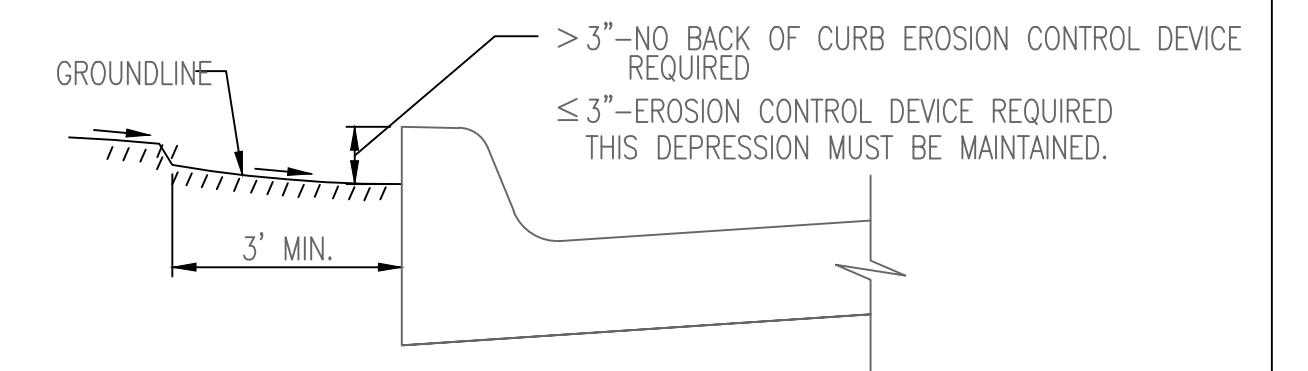 > 3"–NO BACK OF CURB EROSION CONTROL DEVICE
REQUIRED
GROUNDLINE
≤ 3"–EROSION CONTROL DEVICE REQUIRED
THIS DEPRESSION MUST BE MAINTAINED.
3' MIN.